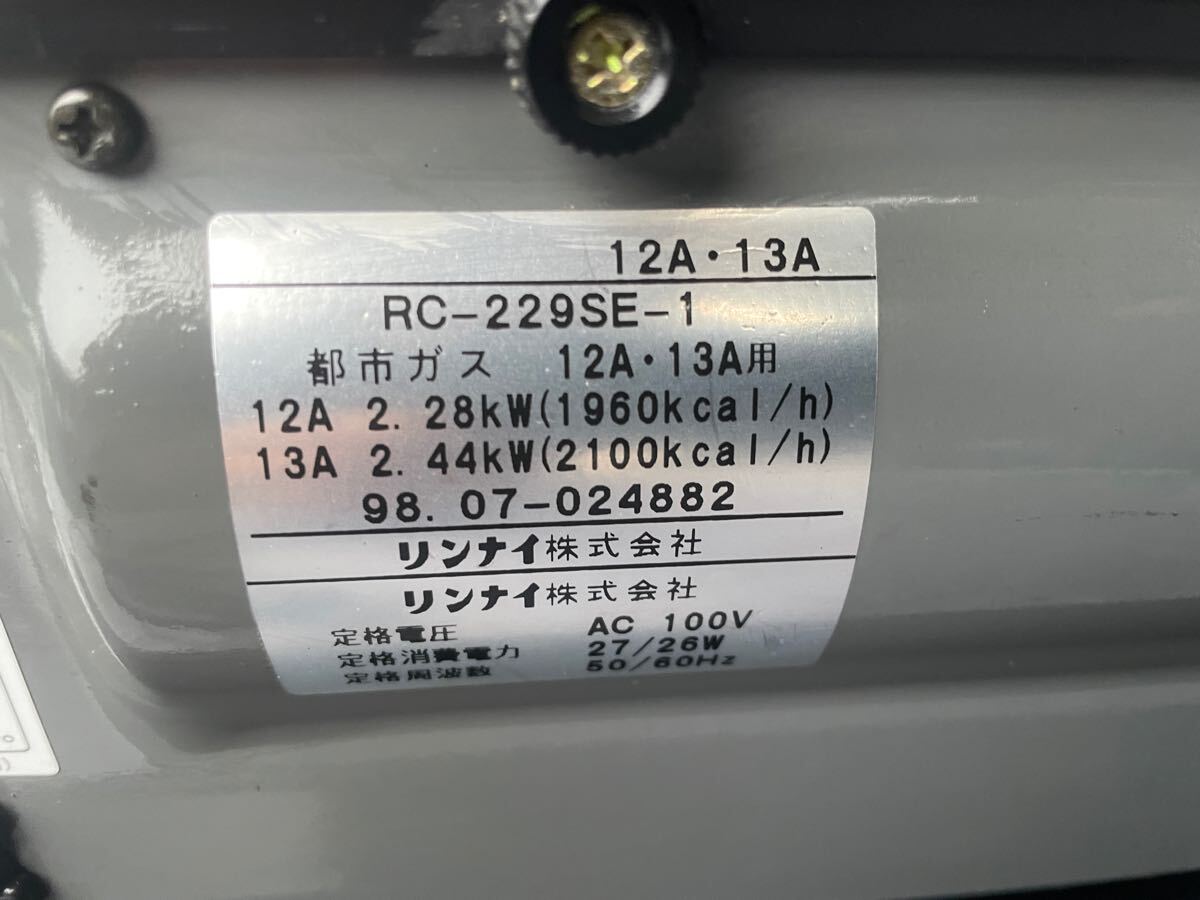 12A・13A
RC-229SE-1
都市ガス 12A・13A用
12A 2.28kW(1960kcal/h)
13A 2.44kW(2100kcal/h)
98.07-024882
リンナイ株式会社
リンナイ株式会社
定格電圧 AC 100V
定格消費電力 27/26W
定格周波数 50/60Hz